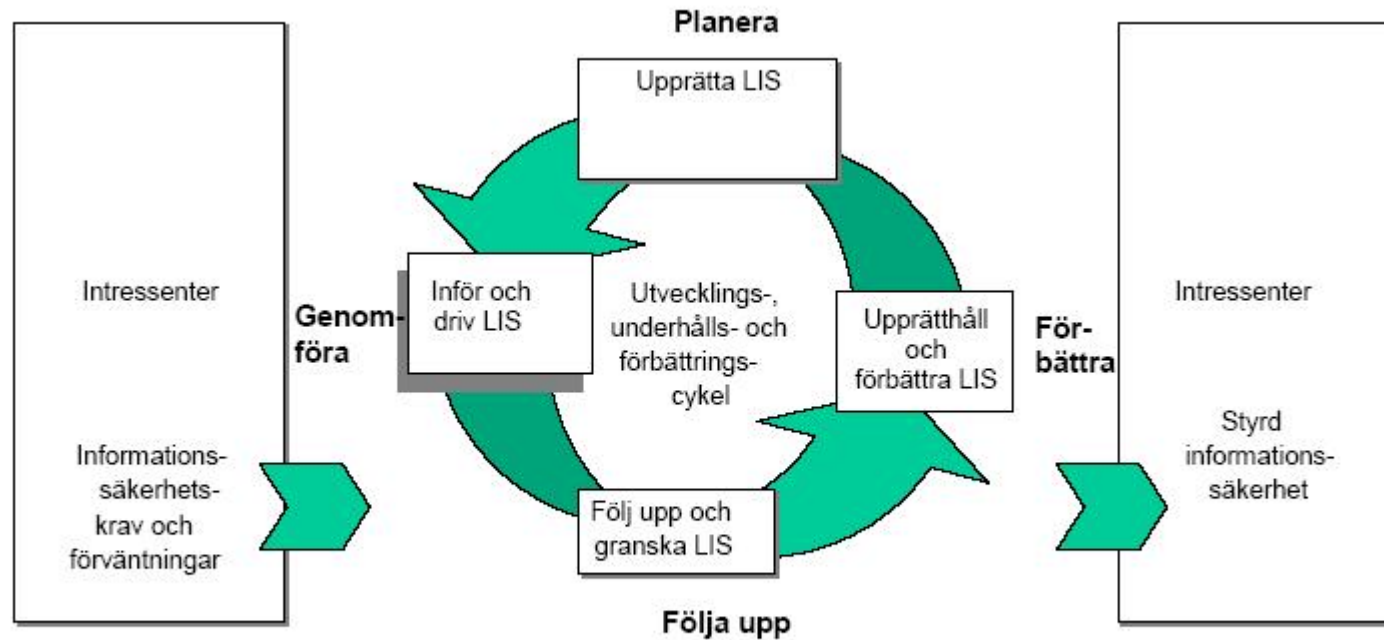 Planera
Upprätta LIS
Intressenter
Informations-
säkerhets-
krav och
förväntningar
Genom-
föra
Inför och
driv LIS
Utvecklings-,
underhålls- och
förbättrings-
cykel
Upprätthåll
och
förbättra LIS
För-
bättra
Följ upp och
granska LIS
Följa upp
Intressenter
Styrd
informations-
säkerhet